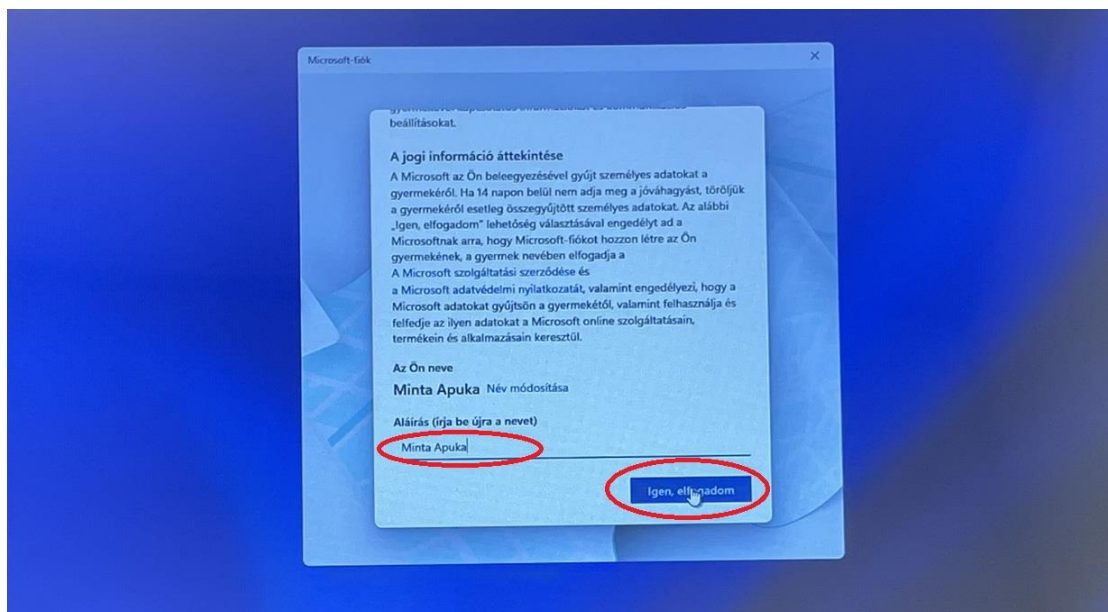 Microsoft-fiók
beállításokat.
A jogi információ áttekintése
A Microsoft az Ön beleegyezésével gyűjt személyes adatokat a
gyermekéről. Ha 14 napon belül nem adja meg a jóváhagyást, töröljük
a gyermekéről esetleg összegyűjtött személyes adatokat. Az alábbi
„Igen, elfogadom" lehetőség választásával engedélyt ad a
Microsoftnak arra, hogy Microsoft-fiókot hozzon létre az Ön
gyermekének, a gyermek nevében elfogadja a
A Microsoft szolgáltatási szerződése és
a Microsoft adatvédelmi nyilatkozatát, valamint engedélyezi, hogy a
Microsoft adatokat gyűjtsön a gyermekétől, valamint felhasználja és
felfedje az ilyen adatokat a Microsoft online szolgáltatásain,
termékein és alkalmazásain keresztül.
Az Ön neve
Minta Apuka Név módosítása
Aláírás (írja be újra a nevet)
Minta Apuka
Igen, elfogadom